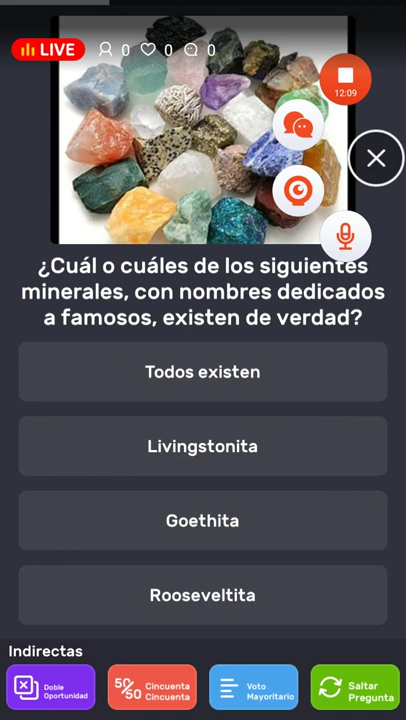 LIVE 0 0 0
12:09
¿Cuál o cuáles de los siguientes
minerales, con nombres dedicados
a famosos, existen de verdad?
Todos existen
Livingstonita
Goethita
Rooseveltita
Indirectas
Doble
Oportunidad
50/50
Cincuenta
Cincuenta
Voto
Mayoritario
Saltar
Pregunta